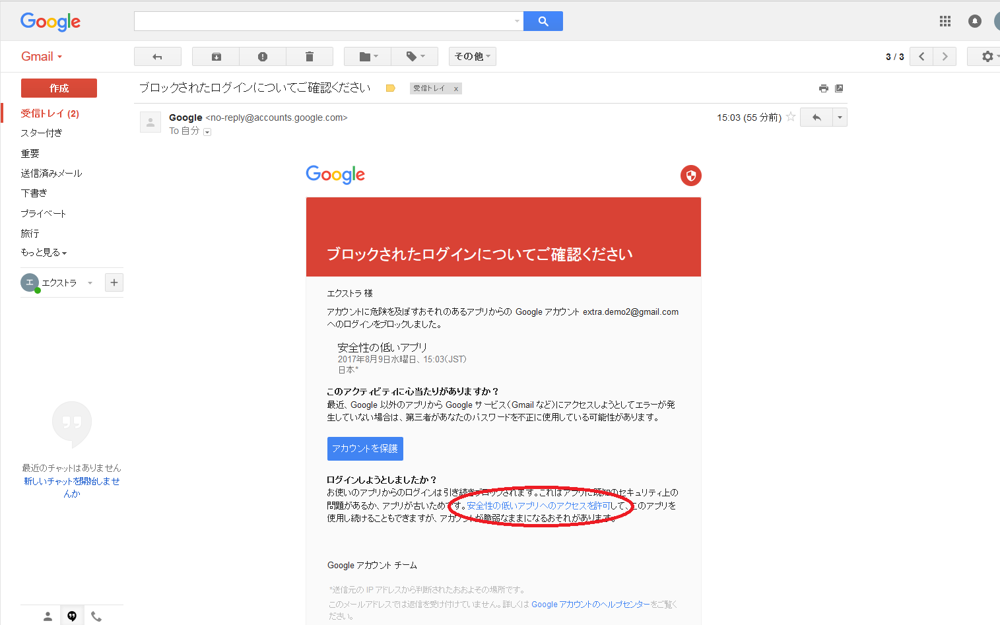 Google
Gmail
その他
3 / 3
作成
ブロックされたログインについてご確認ください
受信トレイ x
受信トレイ (2)
スター付き
重要
送信済みメール
下書き
プライベート
旅行
もっと見る
エ エクストラ
+
Google <no-reply@accounts.google.com>
15:03 (55 分前)
To 自分
Google
ブロックされたログインについてご確認ください
エクストラ 様
アカウントに危険を及ぼすおそれのあるアプリからの Google アカウント extra.demo2@gmail.com
へのログインをブロックしました。
安全性の低いアプリ
2017年8月9日水曜日、15:03(JST)
日本*
このアクティビティに心当たりがありますか？
最近、Google 以外のアプリから Google サービス（Gmail など）にアクセスしようとしてエラーが発
生していない場合は、第三者があなたのパスワードを不正に使用している可能性があります。
アカウントを保護
ログインしようとしましたか？
お使いのアプリからのログインは引き続きブロックされます。これはアプリに既知のセキュリティ上の
問題があるか、アプリが古いためです。安全性の低いアプリへのアクセスを許可して、このアプリを
使用し続けることもできますが、アカウントが脆弱なままになるおそれがあります。
Google アカウント チーム
*送信元の IP アドレスから判断されたおおよその場所です。
このメールアドレスでは返信を受け付けていません。詳しくは Google アカウントのヘルプセンターをご覧く
ださい。
最近のチャットはありません
新しいチャットを開始しませ
んか